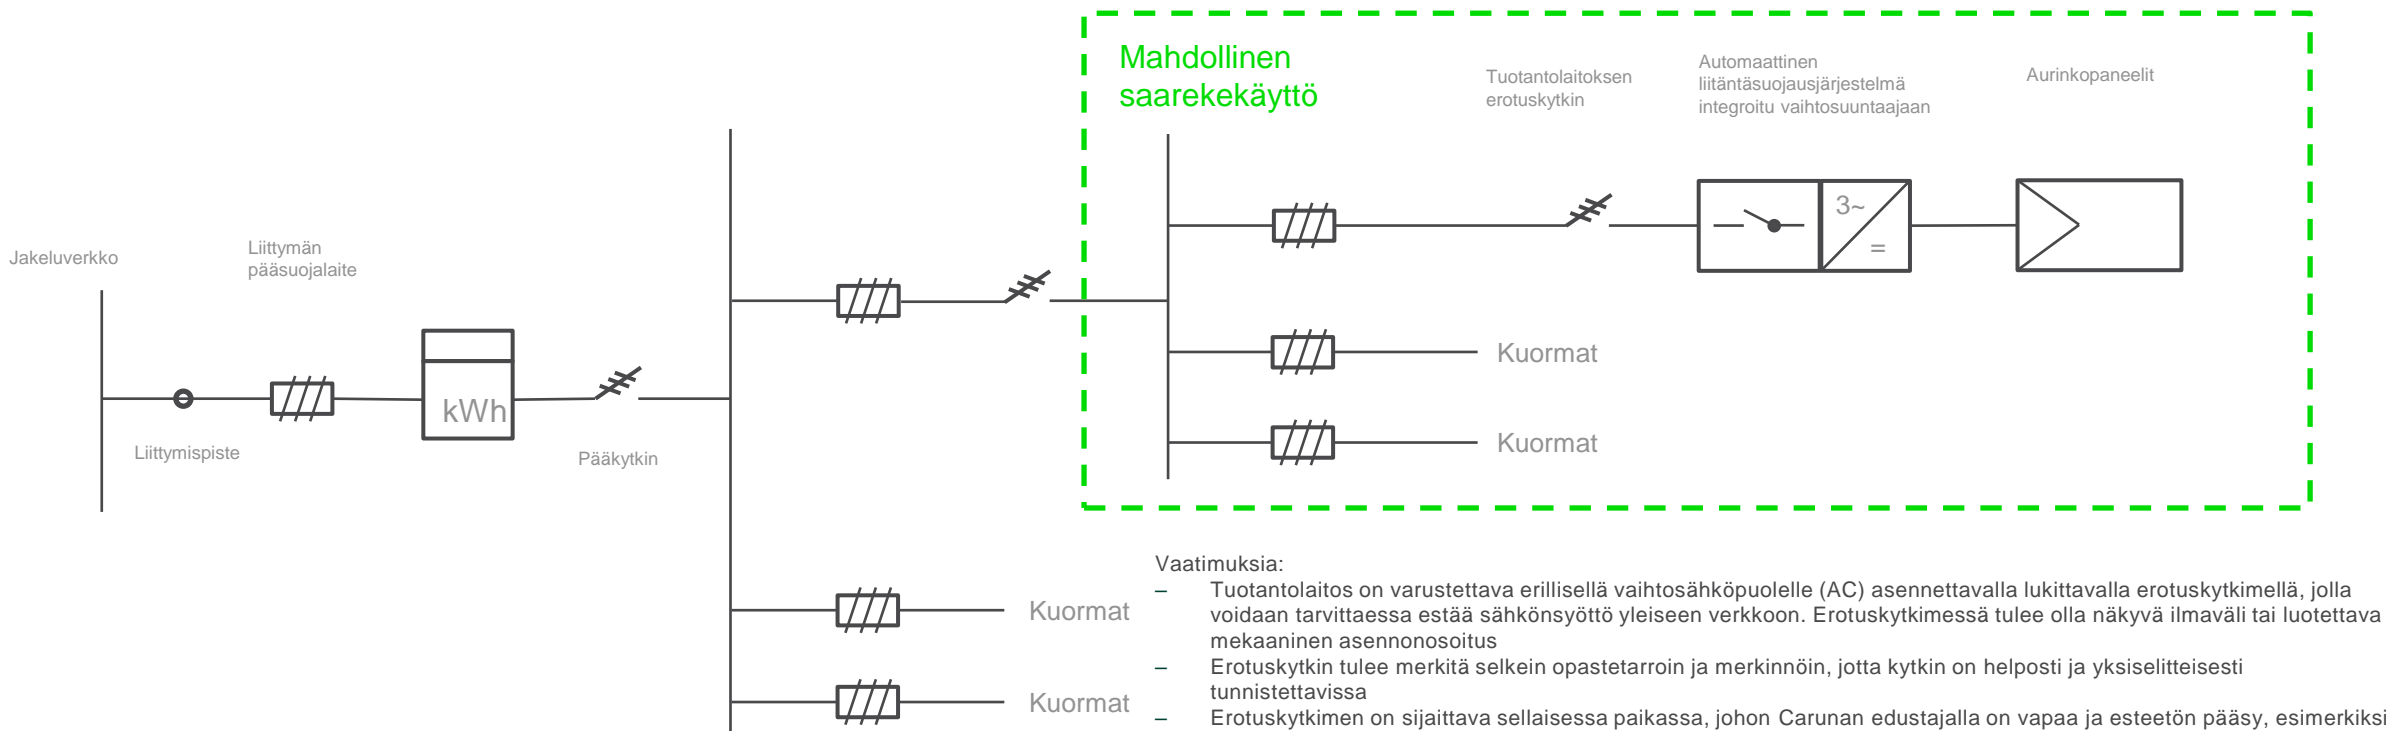 Mahdollinen
saarekekäyttö
Tuotantolaitoksen
erotuskytkin
Automaattinen
liitäntäsuojausjärjestelmä
integroitu vaihtosuuntaajaan
Aurinkopaneelit
3~
=
Jakeluverkko
Liittymän
pääsuojalaite
kWh
Liittymispiste
Pääkytkin
Kuormat
Kuormat
Kuormat
Kuormat
Vaatimuksia:
– Tuotantolaitos on varustettava erillisellä vaihtosähköpuolelle (AC) asennettavalla lukittavalla erotuskytkimellä, jolla
voidaan tarvittaessa estää sähkönsyöttö yleiseen verkkoon. Erotuskytkimessä tulee olla näkyvä ilmaväli tai luotettava
mekaaninen asennonosoitus
– Erotuskytkin tulee merkitä selkein opastetarroin ja merkinnöin, jotta kytkin on helposti ja yksiselitteisesti
tunnistettavissa
– Erotuskytkimen on sijaittava sellaisessa paikassa, johon Carunan edustajalla on vapaa ja esteetön pääsy, esimerkiksi